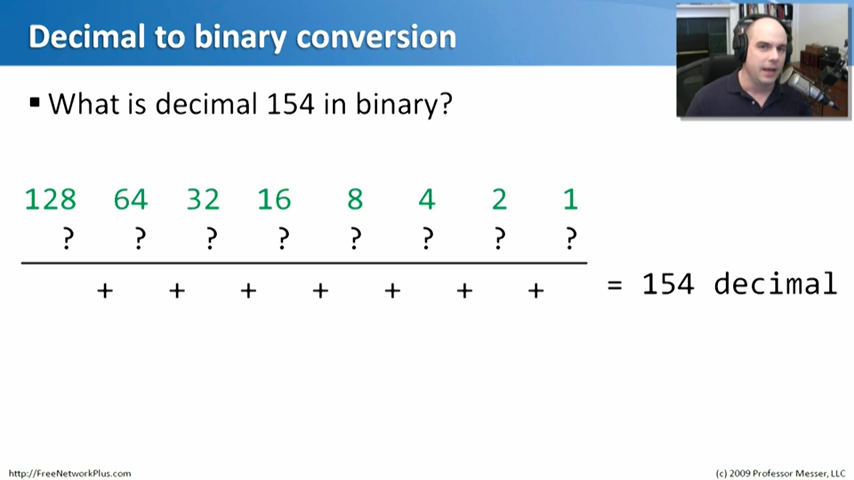 Decimal to binary conversion
▪ What is decimal 154 in binary?
128 64 32 16 8 4 2 1
? ? ? ? ? ? ? ?
+ + + + + + + = 154 decimal
http://FreeNetworkPlus.com
(c) 2009 Professor Messer, LLC